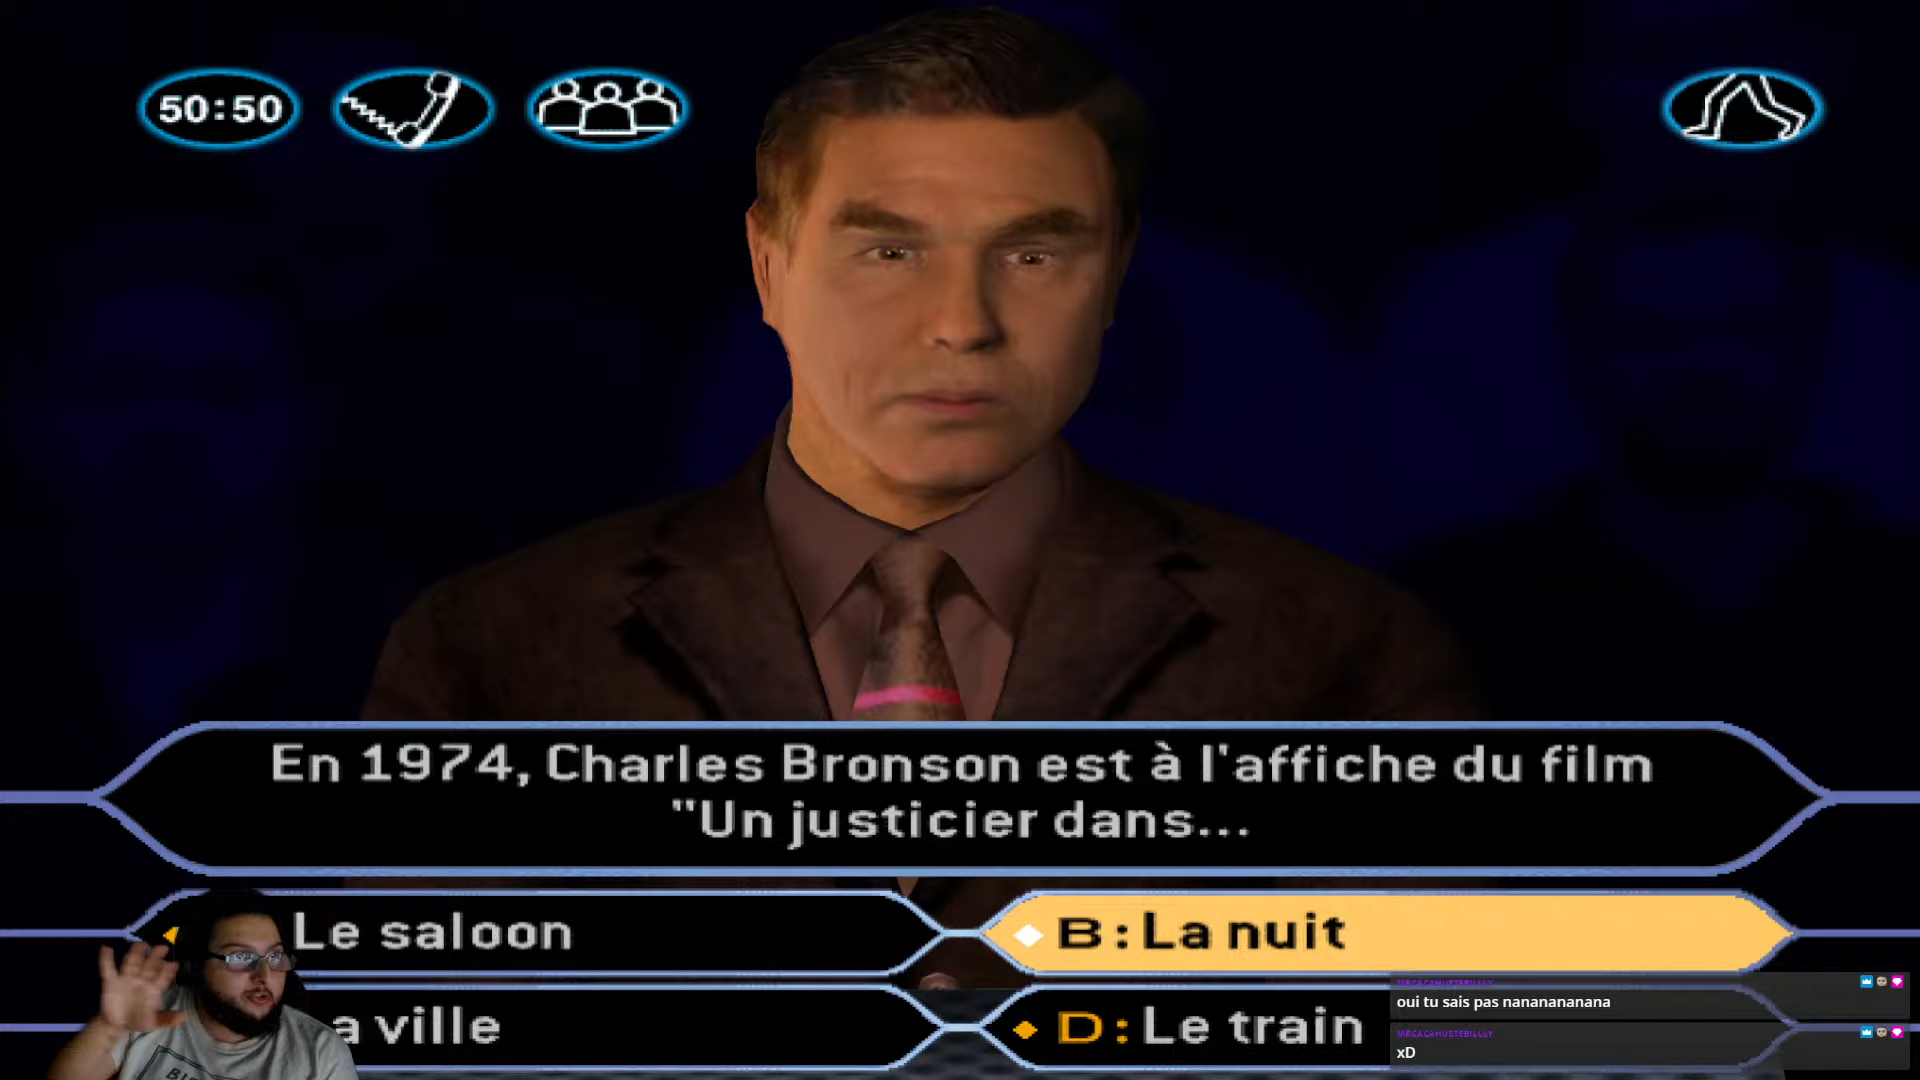 50:50
En 1974, Charles Bronson est à l'affiche du film
"Un justicier dans...
Le saloon
B: La nuit
a ville
D: Le train
oui tu sais pas nanananana
xD